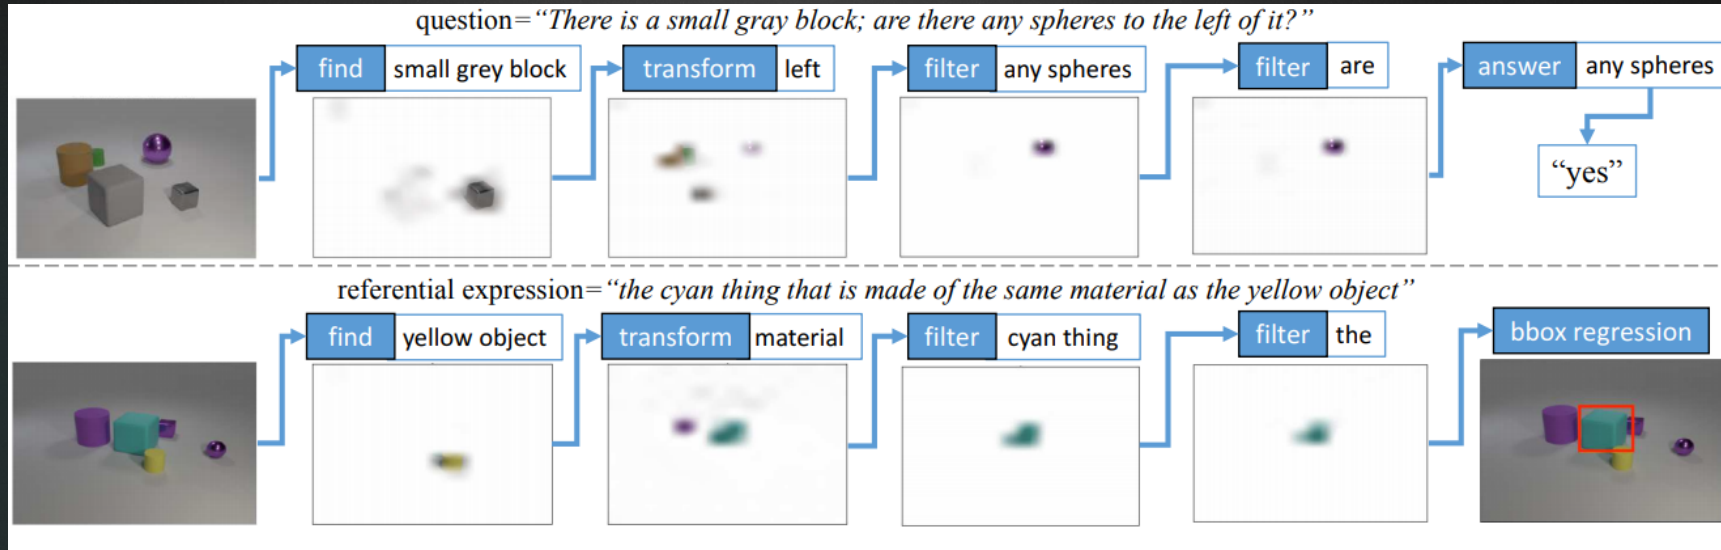 question=“There is a small gray block; are there any spheres to the left of it?”
find small grey block
transform left
filter any spheres
filter are
answer any spheres
“yes”
referential expression=“the cyan thing that is made of the same material as the yellow object”
find yellow object
transform material
filter cyan thing
filter the
bbox regression